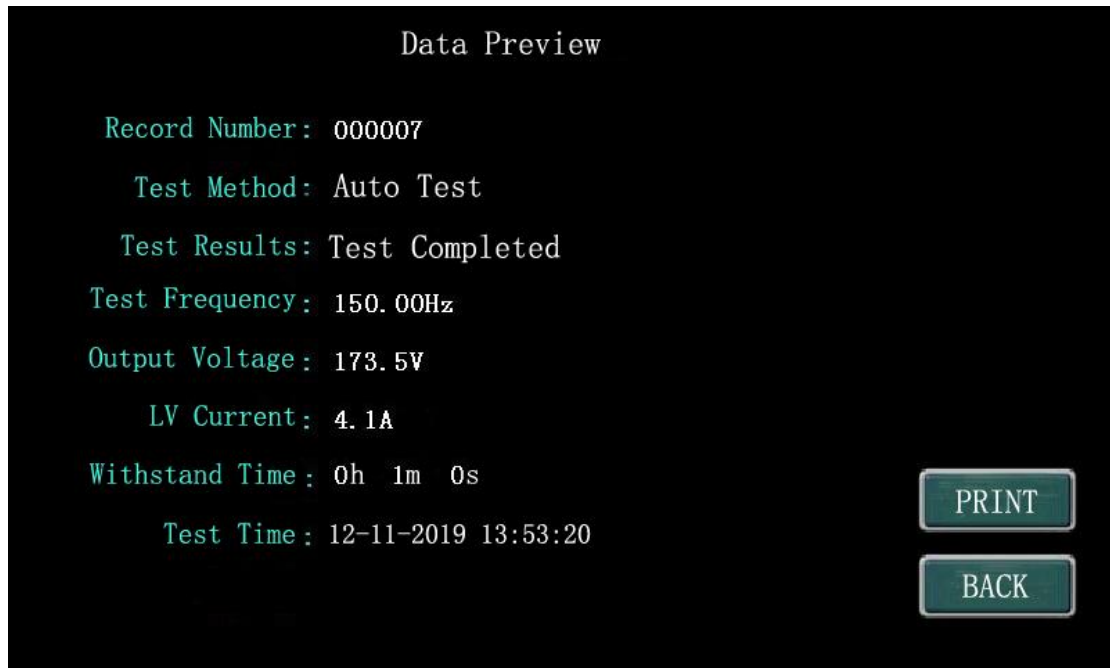 Data Preview
Record Number: 000007
Test Method: Auto Test
Test Results: Test Completed
Test Frequency: 150.00Hz
Output Voltage: 173.5V
LV Current: 4.1A
Withstand Time: 0h 1m 0s
Test Time: 12-11-2019 13:53:20
PRINT
BACK